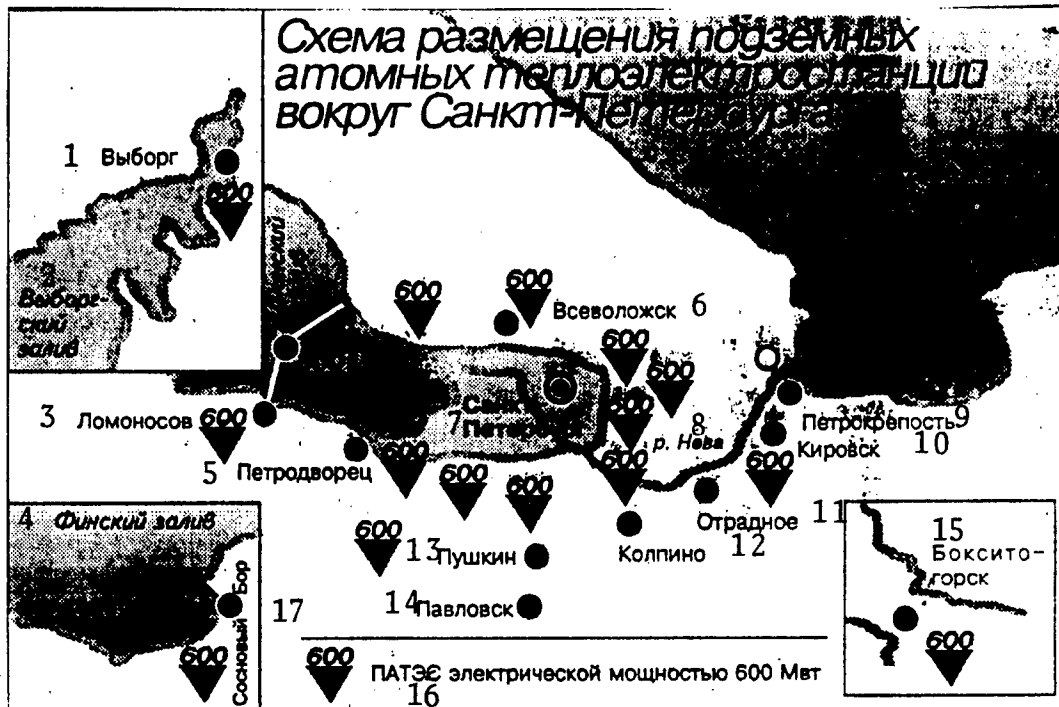 Схема размещения подземных
атомных теплоэлектростанций
вокруг Санкт-Петербурга
1 Выборг
600
2
Выборг-
ский
залив
600
600
Всеволожск 6
600
600
3 Ломоносов 600
7
р. Нева 8
600
Петрокрепость 9
Кировск 10
5 Петродворец
600
600
600
600
600
Отрадное 11
Колпино 12
600
13 Пушкин
14 Павловск
4 Финский залив
Сосновый Бор
17
600
15
Боксито-
горск
600
600 ПАТЭС электрической мощностью 600 Мвт
16